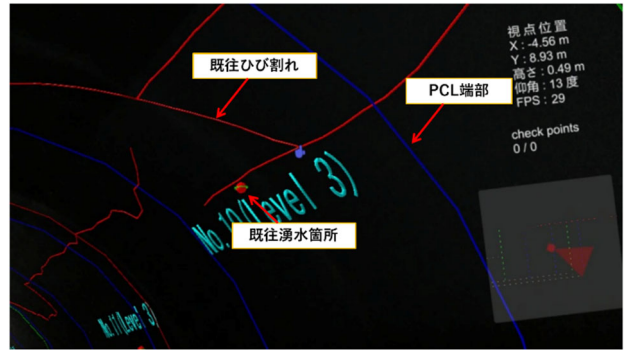 視点位置
X : -4.56 m
Y : 8.93 m
高さ : 0.49 m
仰角 : 13 度
FPS : 29
既往ひび割れ
PCL端部
check points
0 / 0
No.10(Level 3)
既往湧水箇所
No.11(Level 3)